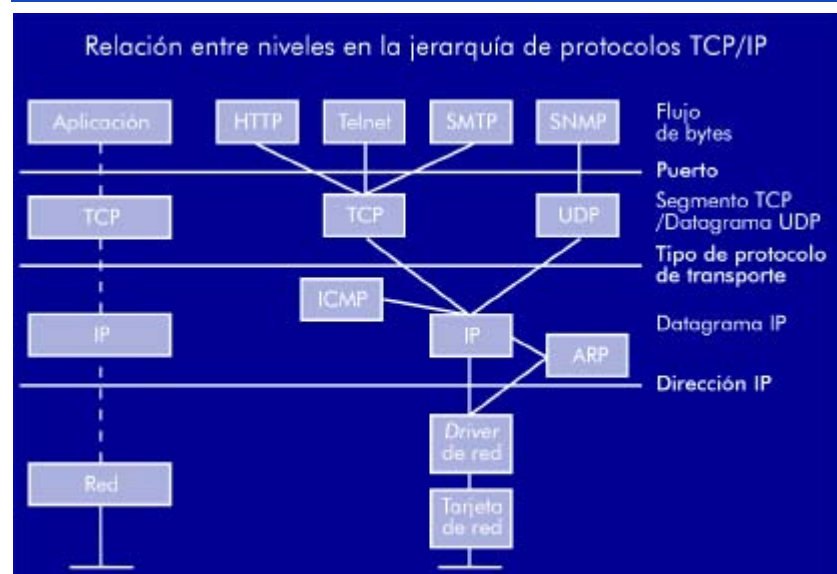 Relación entre niveles en la jerarquía de protocolos TCP/IP
Aplicación
HTTP
Telnet
SMTP
SNMP
Flujo
de bytes
Puerto
TCP
TCP
UDP
Segmento TCP
/Datagrama UDP
Tipo de protocolo
de transporte
ICMP
IP
IP
ARP
Datagrama IP
Dirección IP
Driver
de red
Red
Tarjeta
de red